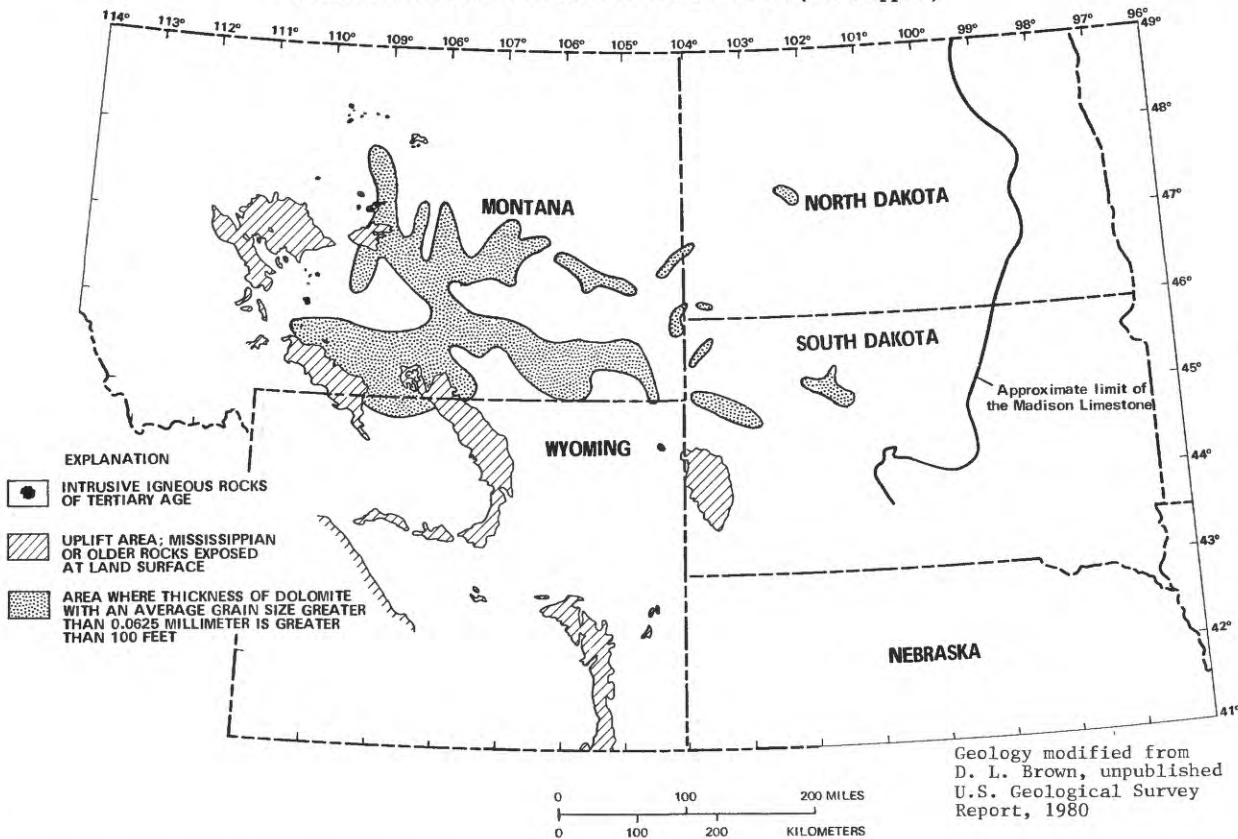 114°
113°
112°
111°
110°
109°
108°
107°
106°
105°
104°
103°
102°
101°
100°
99°
98°
97°
96°
49°
48°
MONTANA
NORTH DAKOTA
47°
46°
SOUTH DAKOTA
45°
Approximate limit of
the Madison Limestone
WYOMING
44°
EXPLANATION
INTRUSIVE IGNEOUS ROCKS
OF TERTIARY AGE
UPLIFT AREA; MISSISSIPPIAN
OR OLDER ROCKS EXPOSED
AT LAND SURFACE
43°
AREA WHERE THICKNESS OF DOLOMITE
WITH AN AVERAGE GRAIN SIZE GREATER
THAN 0.0625 MILLIMETER IS GREATER
THAN 100 FEET
42°
NEBRASKA
41°
Geology modified from
D. L. Brown, unpublished
U.S. Geological Survey
Report, 1980
0 100 200 MILES
0 100 200 KILOMETERS